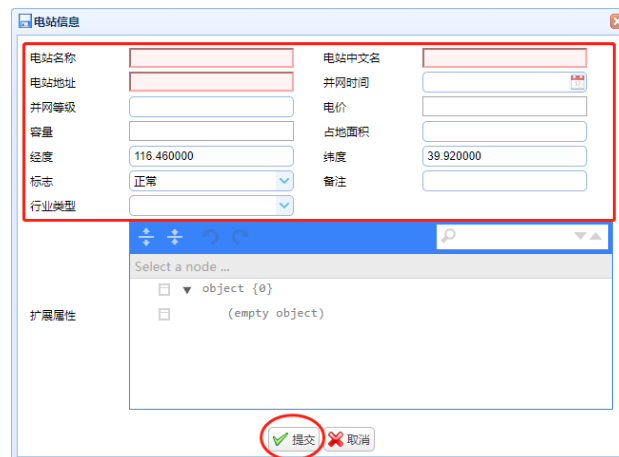 电站信息
电站名称 电站中文名
电站地址 并网时间
并网等级 电价
容量 占地面积
经度 116.460000 纬度 39.920000
标志 正常 备注
行业类型
Select a node ...
object {0}
扩展属性 (empty object)
提交 取消